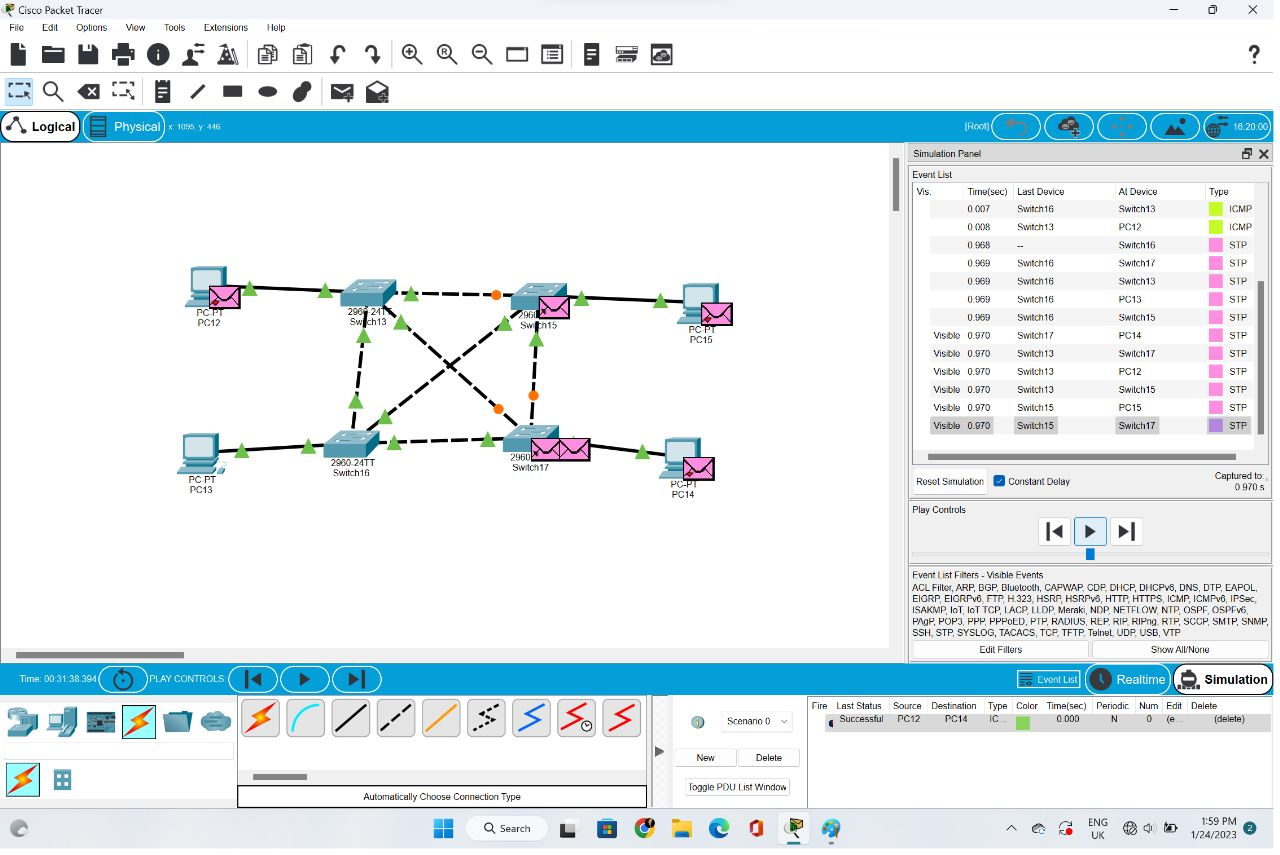 Cisco Packet Tracer
File Edit Options View Tools Extensions Help
Logical Physical x: 1095, y: 446 [Root] 16:20:00
Simulation Panel
Event List
Vis. Time(sec) Last Device At Device Type
0.007 Switch16 Switch13 ICMP
0.008 Switch13 PC12 ICMP
0.968 -- Switch16 STP
0.969 Switch16 Switch17 STP
0.969 Switch16 Switch13 STP
0.969 Switch16 PC13 STP
0.969 Switch16 Switch15 STP
Visible 0.970 Switch17 PC14 STP
Visible 0.970 Switch13 Switch17 STP
Visible 0.970 Switch13 PC12 STP
Visible 0.970 Switch13 Switch15 STP
Visible 0.970 Switch15 PC15 STP
Visible 0.970 Switch15 Switch17 STP
PC-PT
PC12
2960-24TT
Switch13
2960
Switch15
PC-PT
PC15
PC-PT
PC13
2960-24TT
Switch16
2960
Switch17
PC-PT
PC14
Reset Simulation Constant Delay Captured to:
0.970 s
Play Controls
Event List Filters - Visible Events
ACL Filter, ARP, BGP, Bluetooth, CAPWAP, CDP, DHCP, DHCPv6, DNS, DTP, EAPOL,
EIGRP, EIGRPv6, FTP, H.323, HSRP, HSRPv6, HTTP, HTTPS, ICMP, ICMPv6, IPSec,
ISAKMP, IoT, IoT TCP, LACP, LLDP, Meraki, NDP, NETFLOW, NTP, OSPF, OSPFv6,
PAgP, POP3, PPP, PPPoED, PTP, RADIUS, REP, RIP, RIPng, RTP, SCCP, SMTP, SNMP,
SSH, STP, SYSLOG, TACACS, TCP, TFTP, Telnet, UDP, USB, VTP
Edit Filters Show All/None
Time: 00:31:38.394 PLAY CONTROLS: Event List Realtime Simulation
Fire Last Status Source Destination Type Color Time(sec) Periodic Num Edit Delete
Successful PC12 PC14 IC... 0.000 N 0 (e... (delete)
Scenario 0
New Delete
Toggle PDU List Window
Automatically Choose Connection Type
Search
ENG
UK
1:59 PM
1/24/2023
2